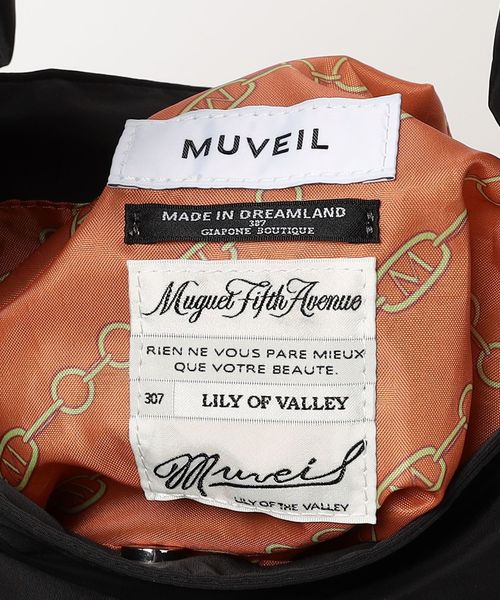 MUVEIL
MADE IN DREAMLAND
307
GIAPONE BOUTIQUE
Muguet Fifth Avenue
RIEN NE VOUS PARE MIEUX
QUE VOTRE BEAUTE.
307 LILY OF VALLEY
Muveil
LILY OF THE VALLEY
M
M
M
M